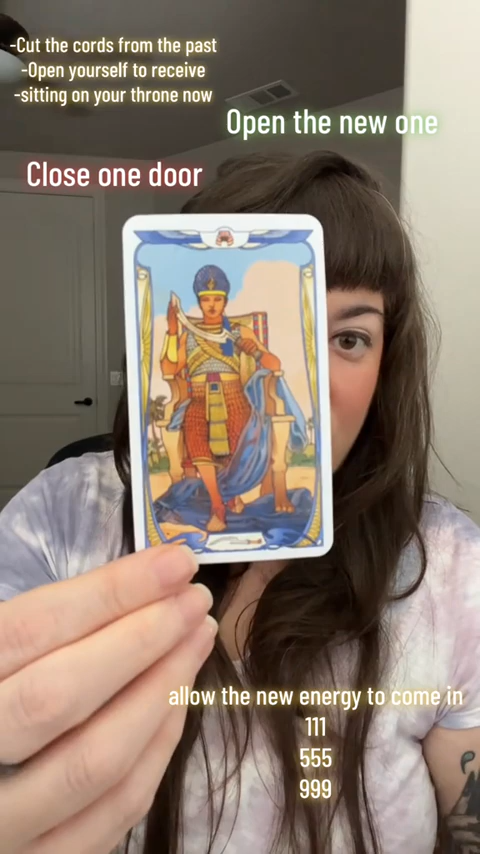 -Cut the cords from the past
-Open yourself to receive
-sitting on your throne now
Open the new one
Close one door
allow the new energy to come in
111
555
999